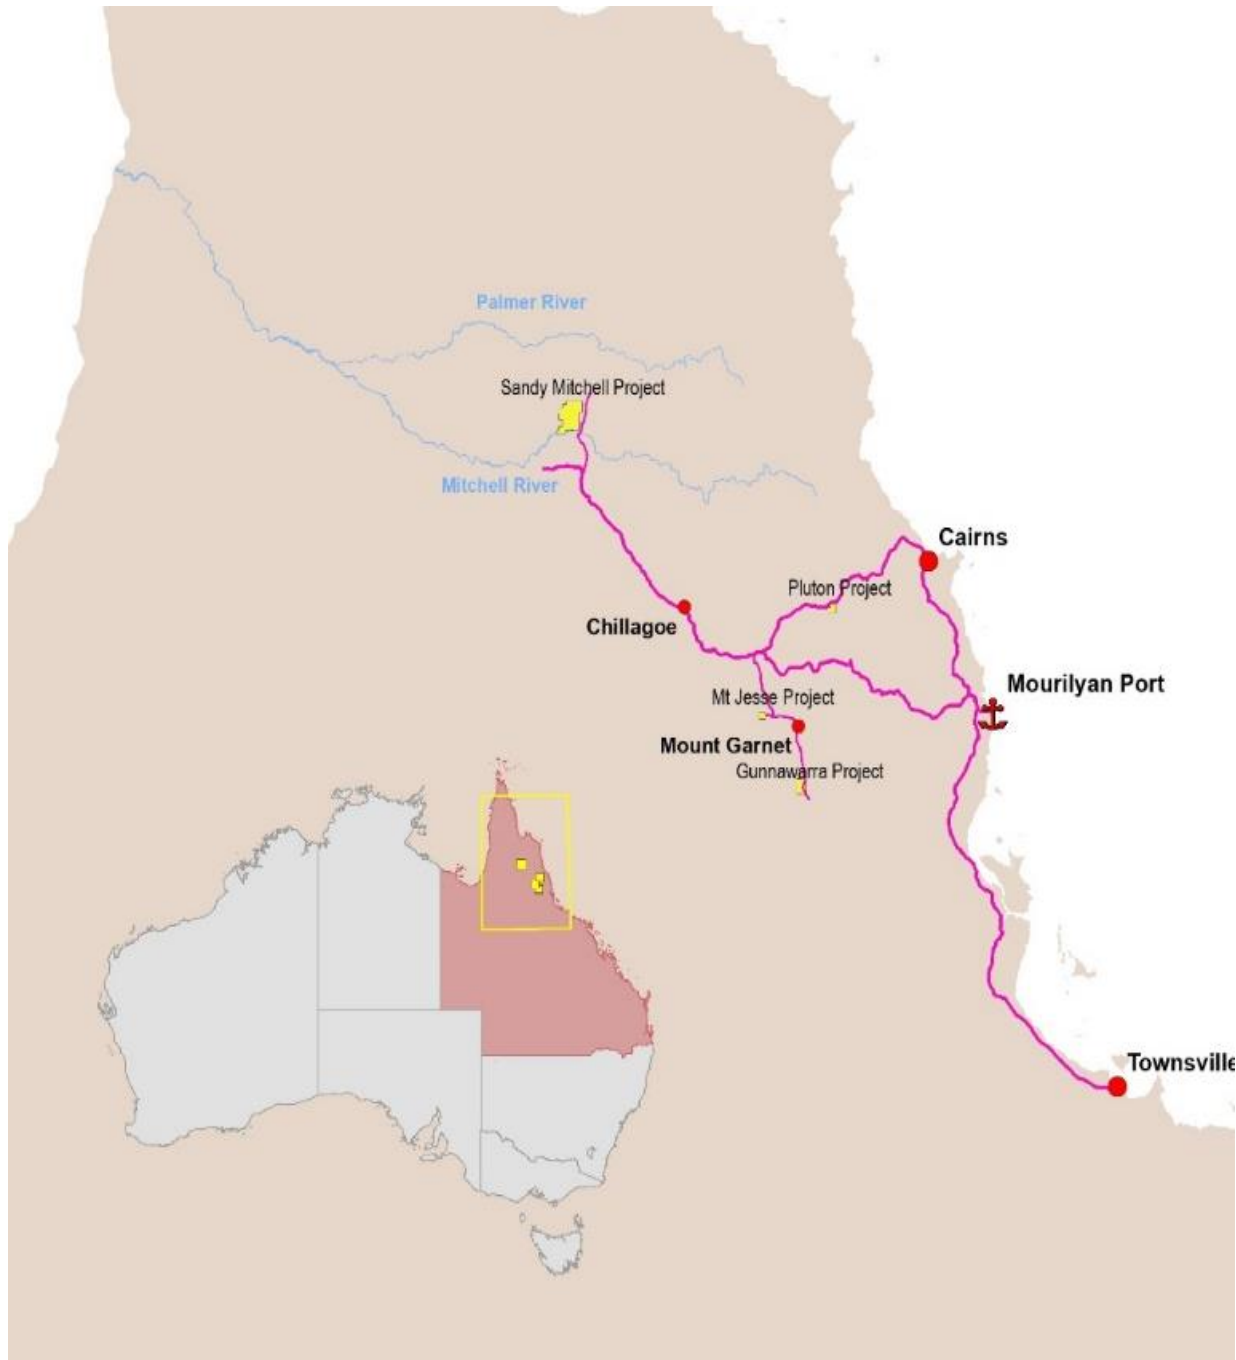 Palmer River
Sandy Mitchell Project
Mitchell River
Cairns
Pluton Project
Chillagoe
Mourilyan Port
Mt Jesse Project
Mount Garnet
Gunnawarra Project
Townsville